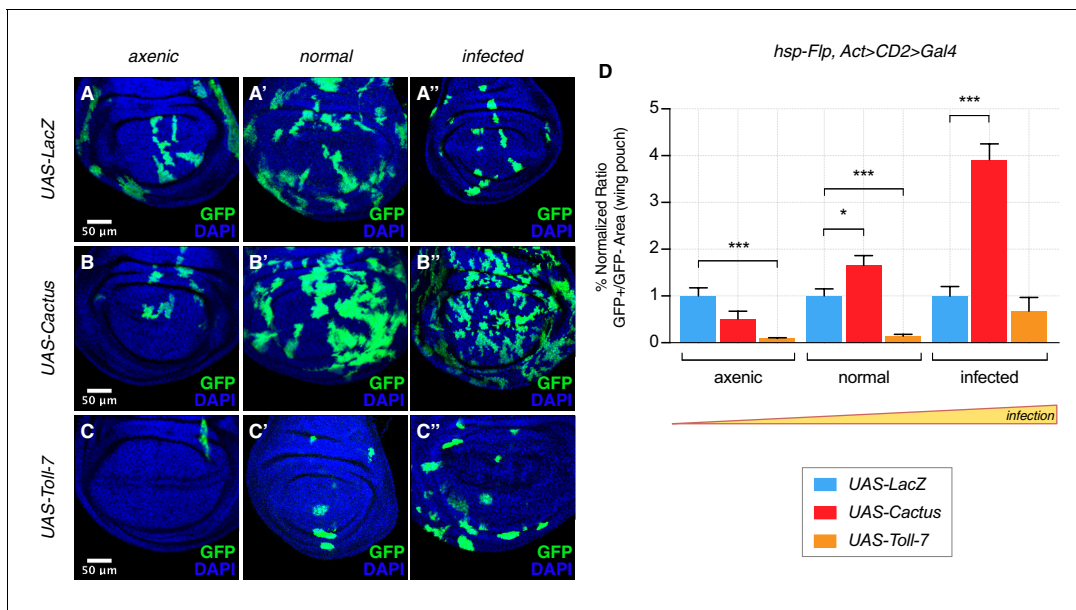 axenic normal infected
UAS-LacZ
A A' A''
GFP GFP GFP
50 µm DAPI DAPI DAPI
UAS-Cactus
B B' B''
GFP GFP GFP
50 µm DAPI DAPI DAPI
UAS-Toll-7
C C' C''
GFP GFP GFP
50 µm DAPI DAPI DAPI
hsp-Flp, Act>CD2>Gal4
D
% Normalized Ratio
GFP+/GFP- Area (wing pouch)
5
4
3
2
1
0
***
***
*
***
axenic normal infected
infection
UAS-LacZ
UAS-Cactus
UAS-Toll-7